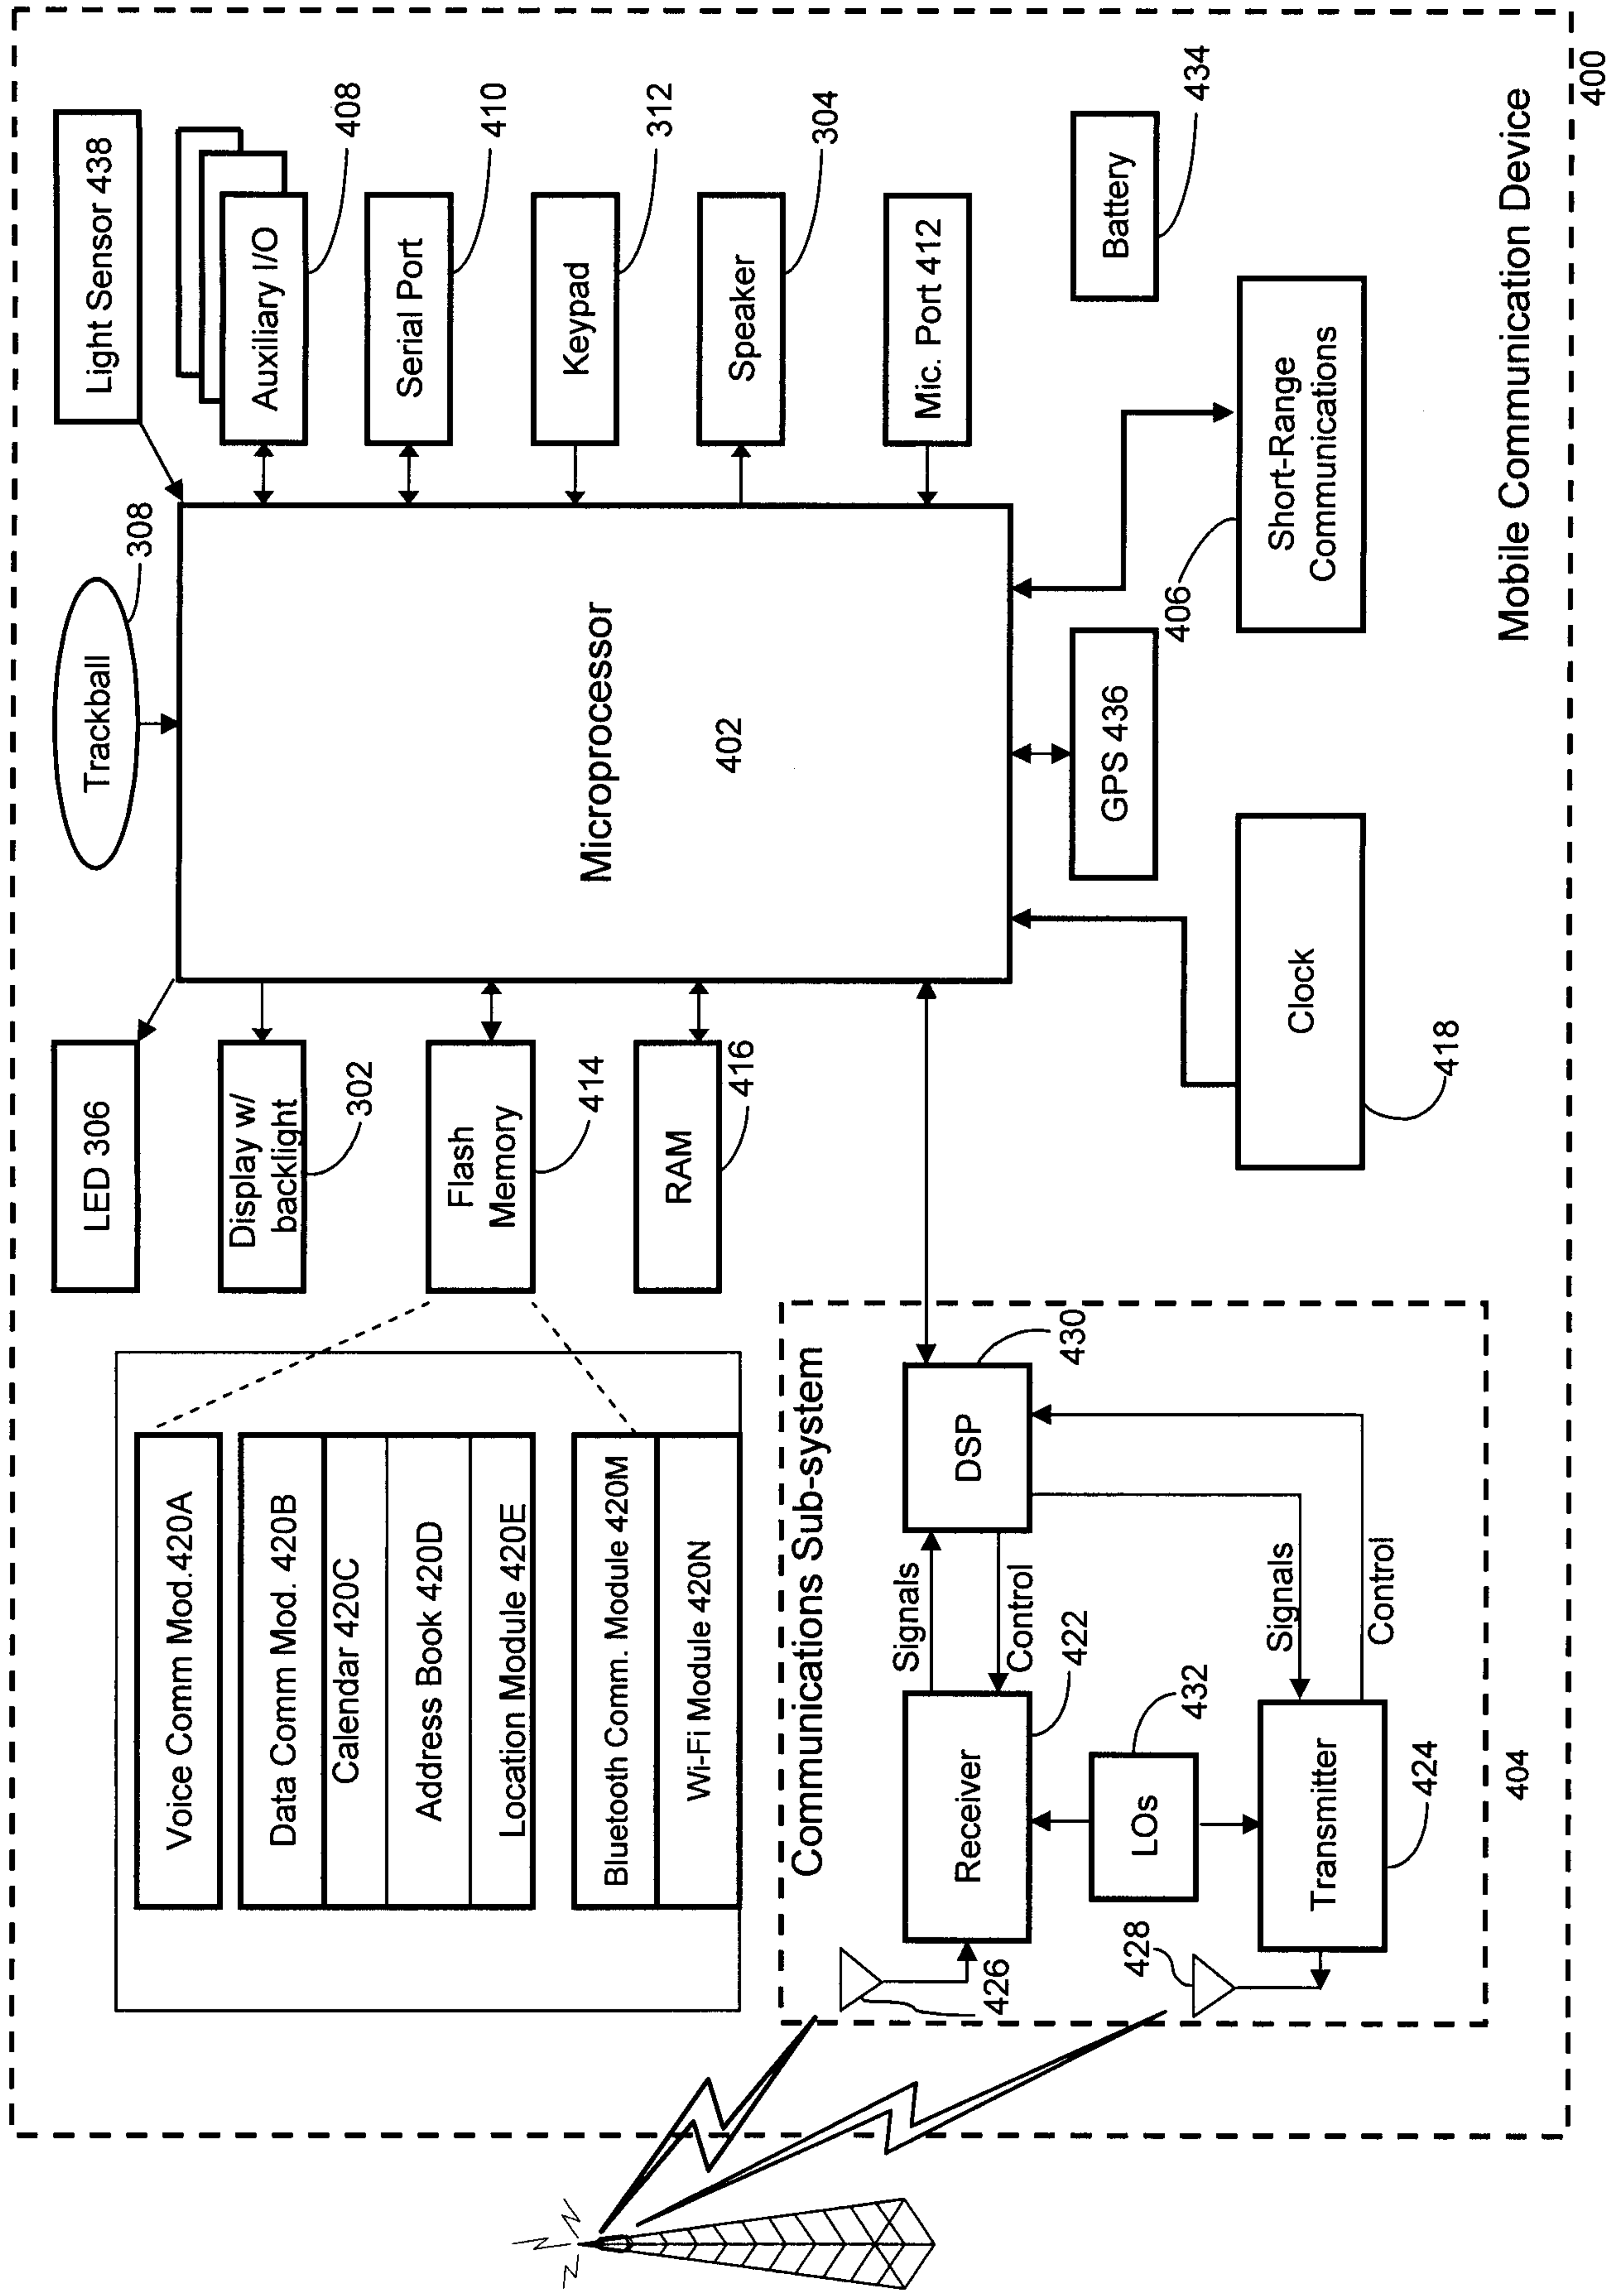 LED 306
Trackball
308
Light Sensor 438
Voice Comm Mod.420A
Data Comm Mod. 420B
Calendar 420C
Address Book 420D
Location Module 420E
Bluetooth Comm. Module 420M
Wi-Fi Module 420N
Display w/
backlight
302
Flash
Memory
414
RAM
416
Microprocessor
402
Auxiliary I/O
408
Serial Port
410
Keypad
312
Speaker
304
Mic. Port 412
Communications Sub-system
Receiver
422
Signals
Control
DSP
430
426
LOs
432
428
Transmitter
424
Signals
Control
404
Clock
418
GPS 436
406
Short-Range
Communications
Battery
434
Mobile Communication Device
400